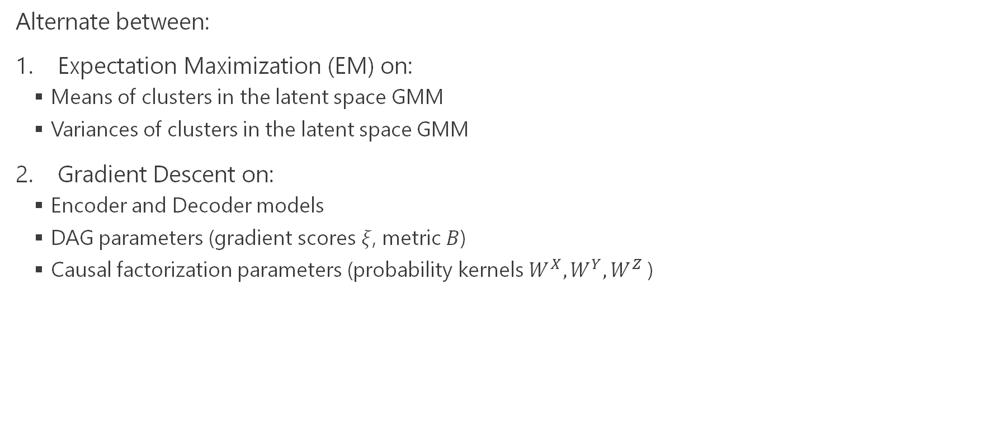 Alternate between:
1. Expectation Maximization (EM) on:
▪ Means of clusters in the latent space GMM
▪ Variances of clusters in the latent space GMM
2. Gradient Descent on:
▪ Encoder and Decoder models
▪ DAG parameters (gradient scores ξ, metric B)
▪ Causal factorization parameters (probability kernels W^X, W^Y, W^Z )